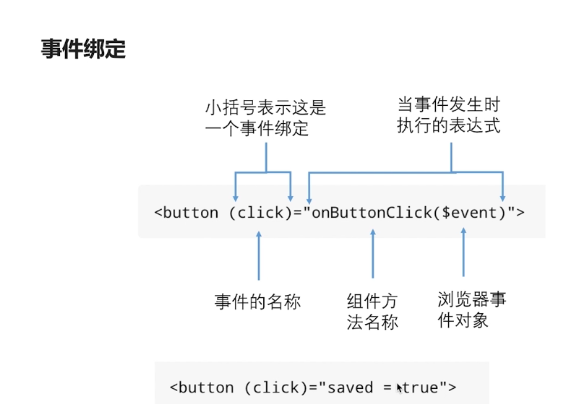 事件绑定
小括号表示这是
一个事件绑定
当事件发生时
执行的表达式
<button (click)="onButtonClick($event)">
事件的名称
组件方
法名称
浏览器事
件对象
<button (click)="saved = true">